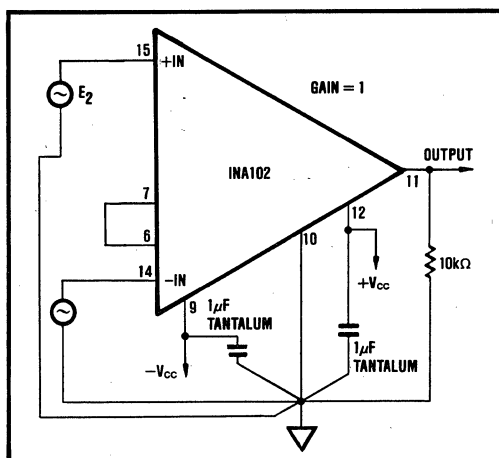 15
+IN
E2
GAIN = 1
INA102
OUTPUT
11
7
6
12
10
14
-IN
10kΩ
+VCC
9
1µF
TANTALUM
-VCC
1µF
TANTALUM